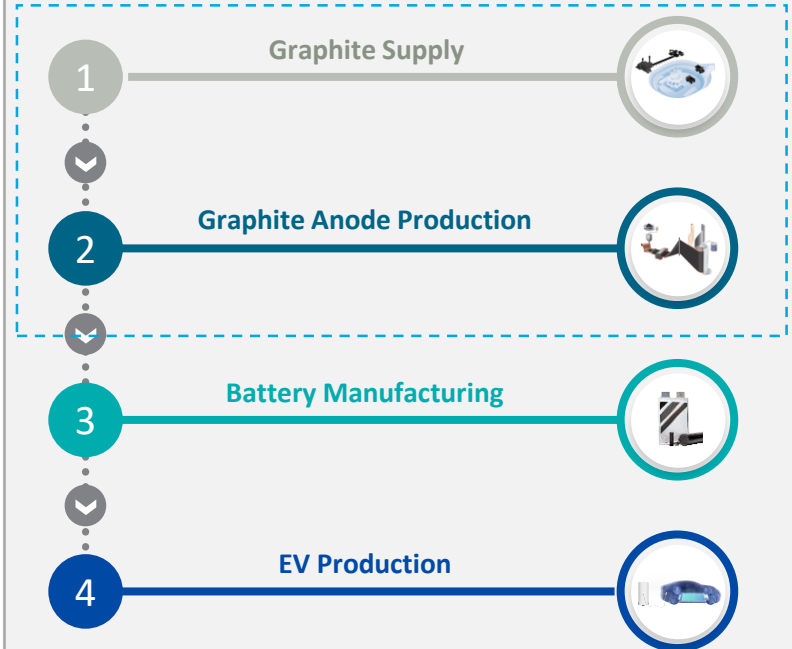 1
Graphite Supply
2
Graphite Anode Production
3
Battery Manufacturing
4
EV Production